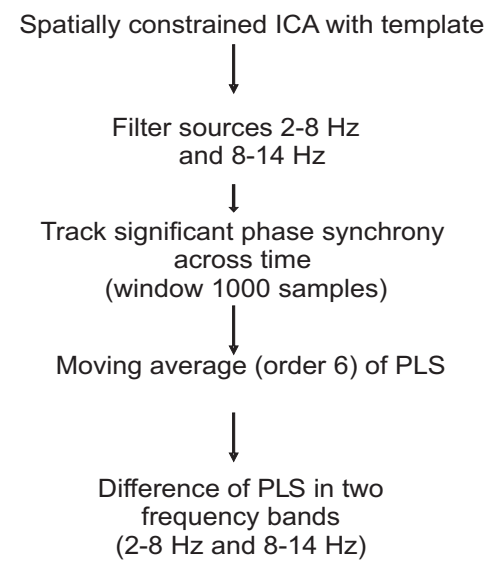 Spatially constrained ICA with template
Filter sources 2-8 Hz
and 8-14 Hz
Track significant phase synchrony
across time
(window 1000 samples)
Moving average (order 6) of PLS
Difference of PLS in two
frequency bands
(2-8 Hz and 8-14 Hz)